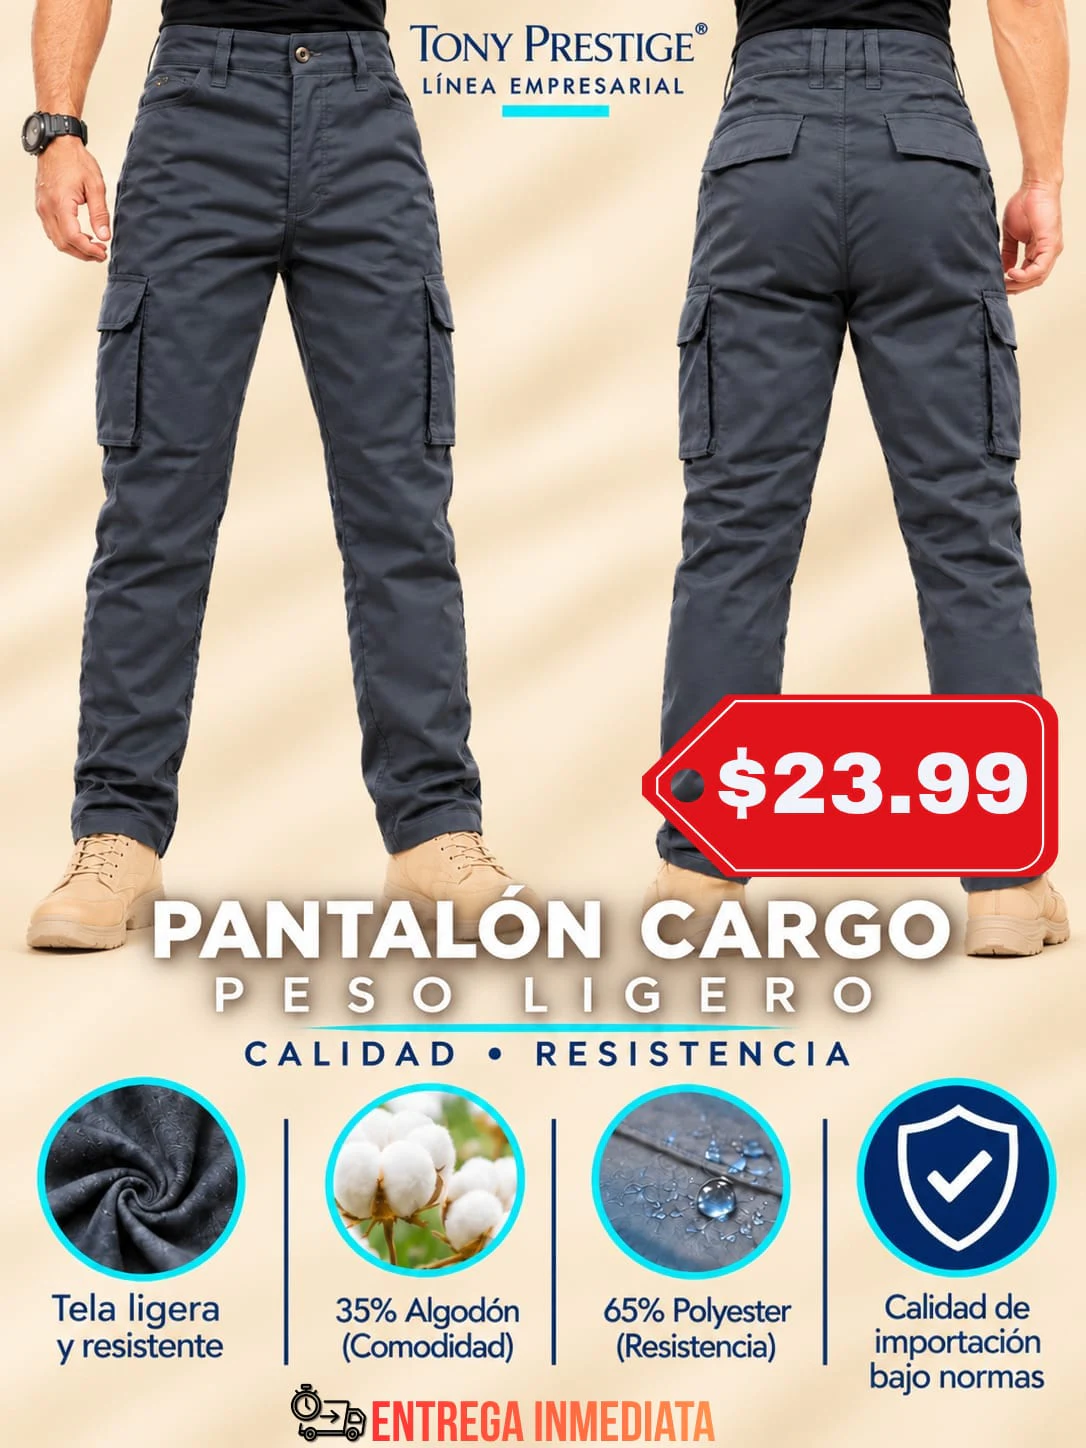 TONY PRESTIGE®
LÍNEA EMPRESARIAL
$23.99
PANTALÓN CARGO
PESO LIGERO
CALIDAD • RESISTENCIA
Tela ligera
y resistente
35% Algodón
(Comodidad)
65% Polyester
(Resistencia)
Calidad de
importación
bajo normas
ENTREGA INMEDIATA